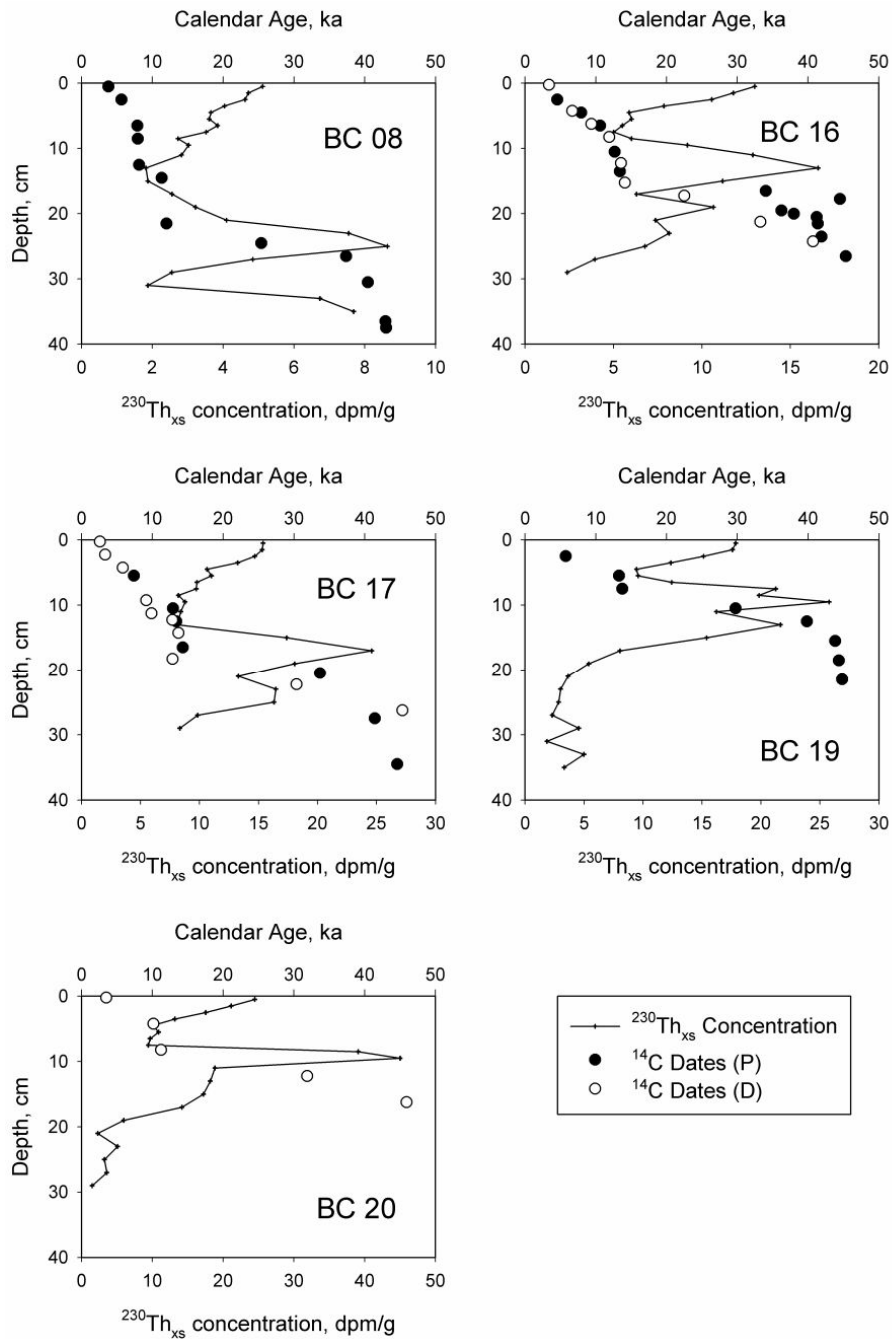 Calendar Age, ka
Calendar Age, ka
0 10 20 30 40 50
0 10 20 30 40 50
Depth, cm
0
10
20
30
40
BC 08
0 2 4 6 8 10
²³⁰Thₓₛ concentration, dpm/g
Depth, cm
0
10
20
30
40
BC 16
0 5 10 15 20
²³⁰Thₓₛ concentration, dpm/g
Calendar Age, ka
Calendar Age, ka
0 10 20 30 40 50
0 10 20 30 40 50
Depth, cm
0
10
20
30
40
BC 17
0 5 10 15 20 25 30
²³⁰Thₓₛ concentration, dpm/g
Depth, cm
0
10
20
30
40
BC 19
0 5 10 15 20 25 30
²³⁰Thₓₛ concentration, dpm/g
Calendar Age, ka
0 10 20 30 40 50
Depth, cm
0
10
20
30
40
BC 20
0 10 20 30 40 50
²³⁰Thₓₛ concentration, dpm/g
²³⁰Thₓₛ Concentration
¹⁴C Dates (P)
¹⁴C Dates (D)